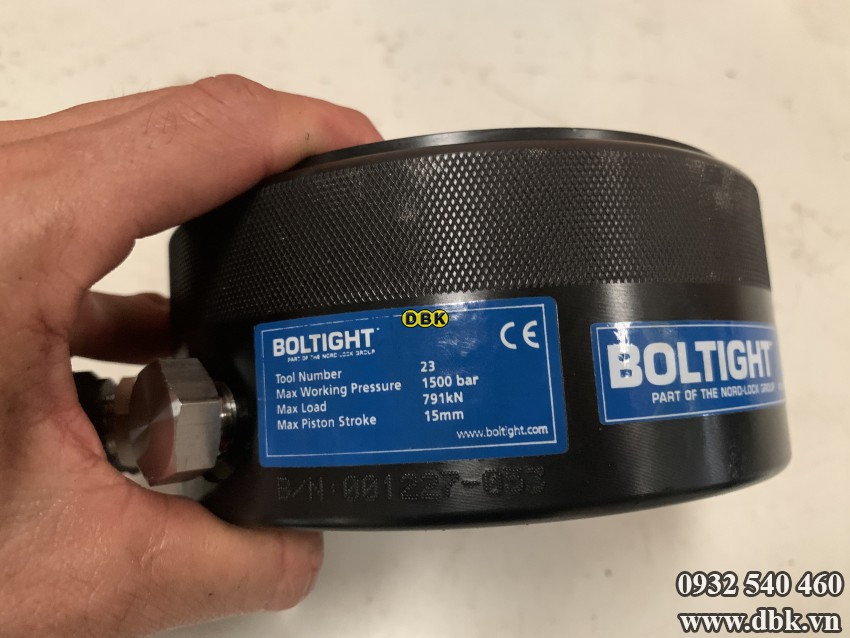 DBK
BOLTIGHT
PART OF THE NORD-LOCK GROUP
CE
Tool Number 23
Max Working Pressure 1500 bar
Max Load 791kN
Max Piston Stroke 15mm
www.boltight.com
B/N:001227-053
BOLTIGHT
PART OF THE NORD-LOCK GROUP
0932 540 460
www.dbk.vn